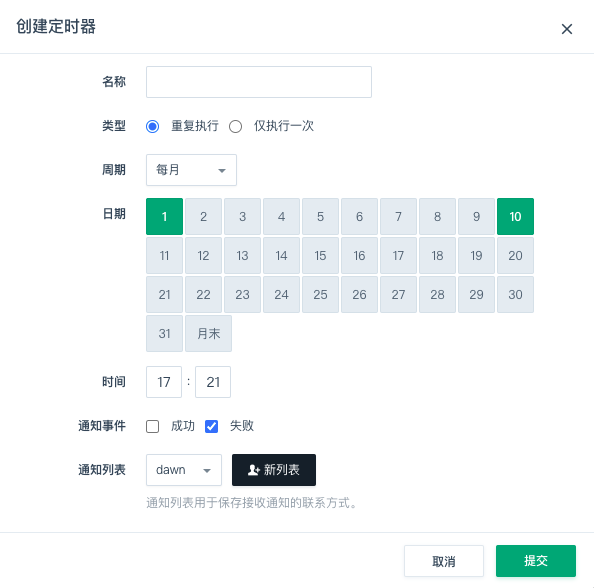 创建定时器
名称
类型 重复执行 仅执行一次
周期 每月
日期 1 2 3 4 5 6 7 8 9 10
11 12 13 14 15 16 17 18 19 20
21 22 23 24 25 26 27 28 29 30
31 月末
时间 17 : 21
通知事件 成功 失败
通知列表 dawn 新列表
通知列表用于保存接收通知的联系方式。
取消 提交